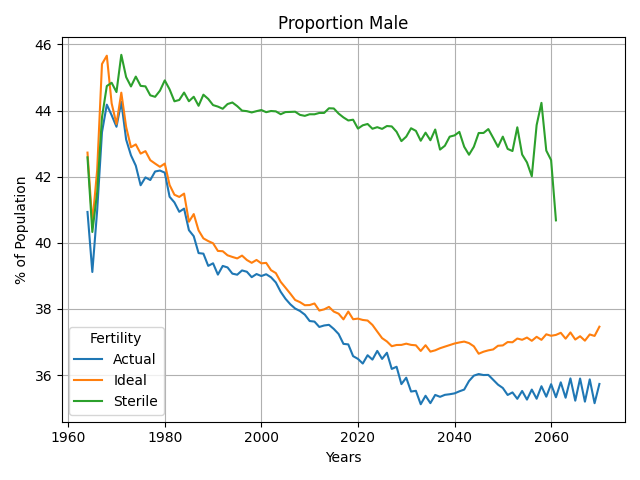 Proportion Male
46
44
42
40
38
36
% of Population
Fertility
Actual
Ideal
Sterile
1960
1980
2000
2020
2040
2060
Years